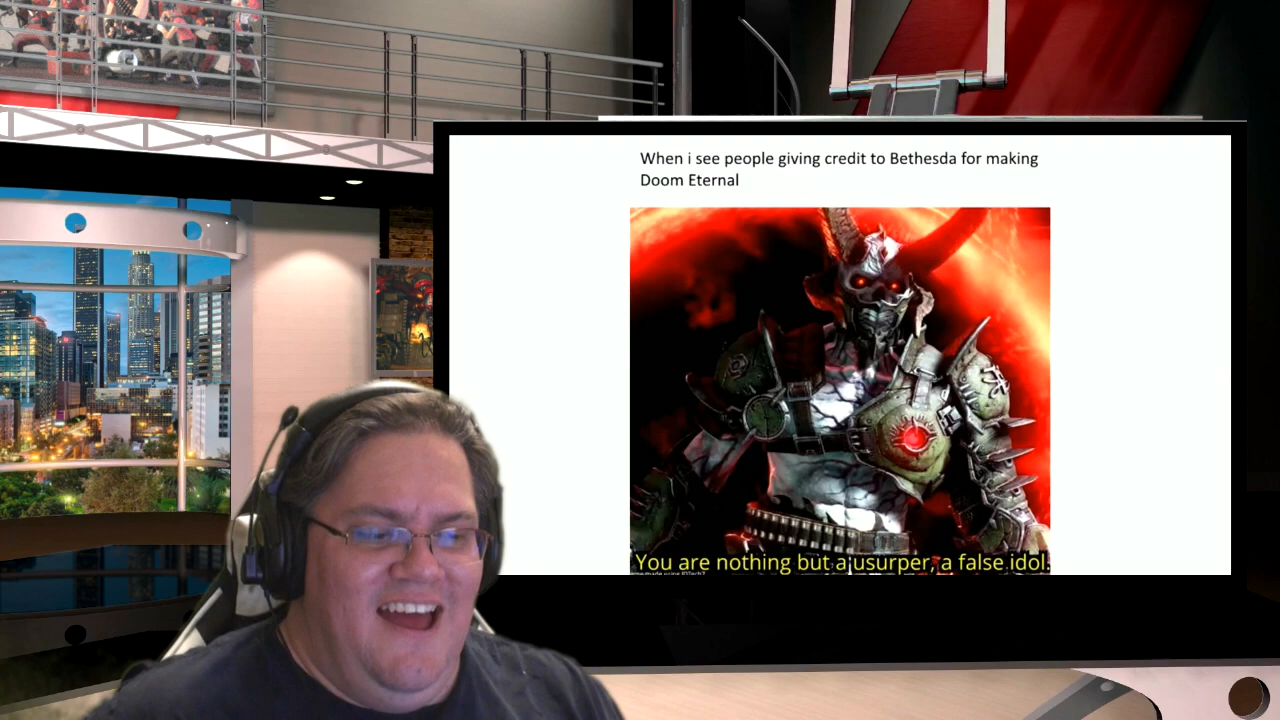 When i see people giving credit to Bethesda for making
Doom Eternal
You are nothing but a usurper, a false idol.